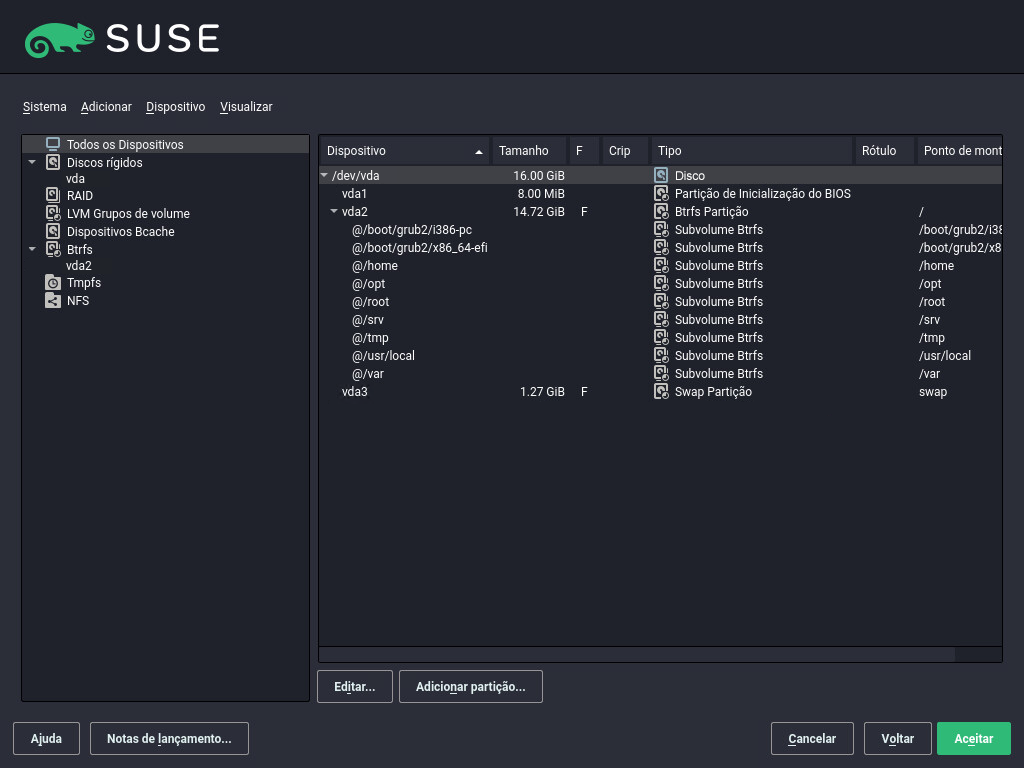 SUSE
Sistema Adicionar Dispositivo Visualizar
Todos os Dispositivos
Discos rígidos
vda
RAID
LVM Grupos de volume
Dispositivos Bcache
Btrfs
vda2
Tmpfs
NFS
Dispositivo Tamanho F Crip Tipo Rótulo Ponto de mont
/dev/vda 16.00 GiB Disco
vda1 8.00 MiB Partição de Inicialização do BIOS
vda2 14.72 GiB F Btrfs Partição /
@/boot/grub2/i386-pc Subvolume Btrfs /boot/grub2/i38
@/boot/grub2/x86_64-efi Subvolume Btrfs /boot/grub2/x8
@/home Subvolume Btrfs /home
@/opt Subvolume Btrfs /opt
@/root Subvolume Btrfs /root
@/srv Subvolume Btrfs /srv
@/tmp Subvolume Btrfs /tmp
@/usr/local Subvolume Btrfs /usr/local
@/var Subvolume Btrfs /var
vda3 1.27 GiB F Swap Partição swap
Editar... Adicionar partição...
Ajuda Notas de lançamento... Cancelar Voltar Aceitar